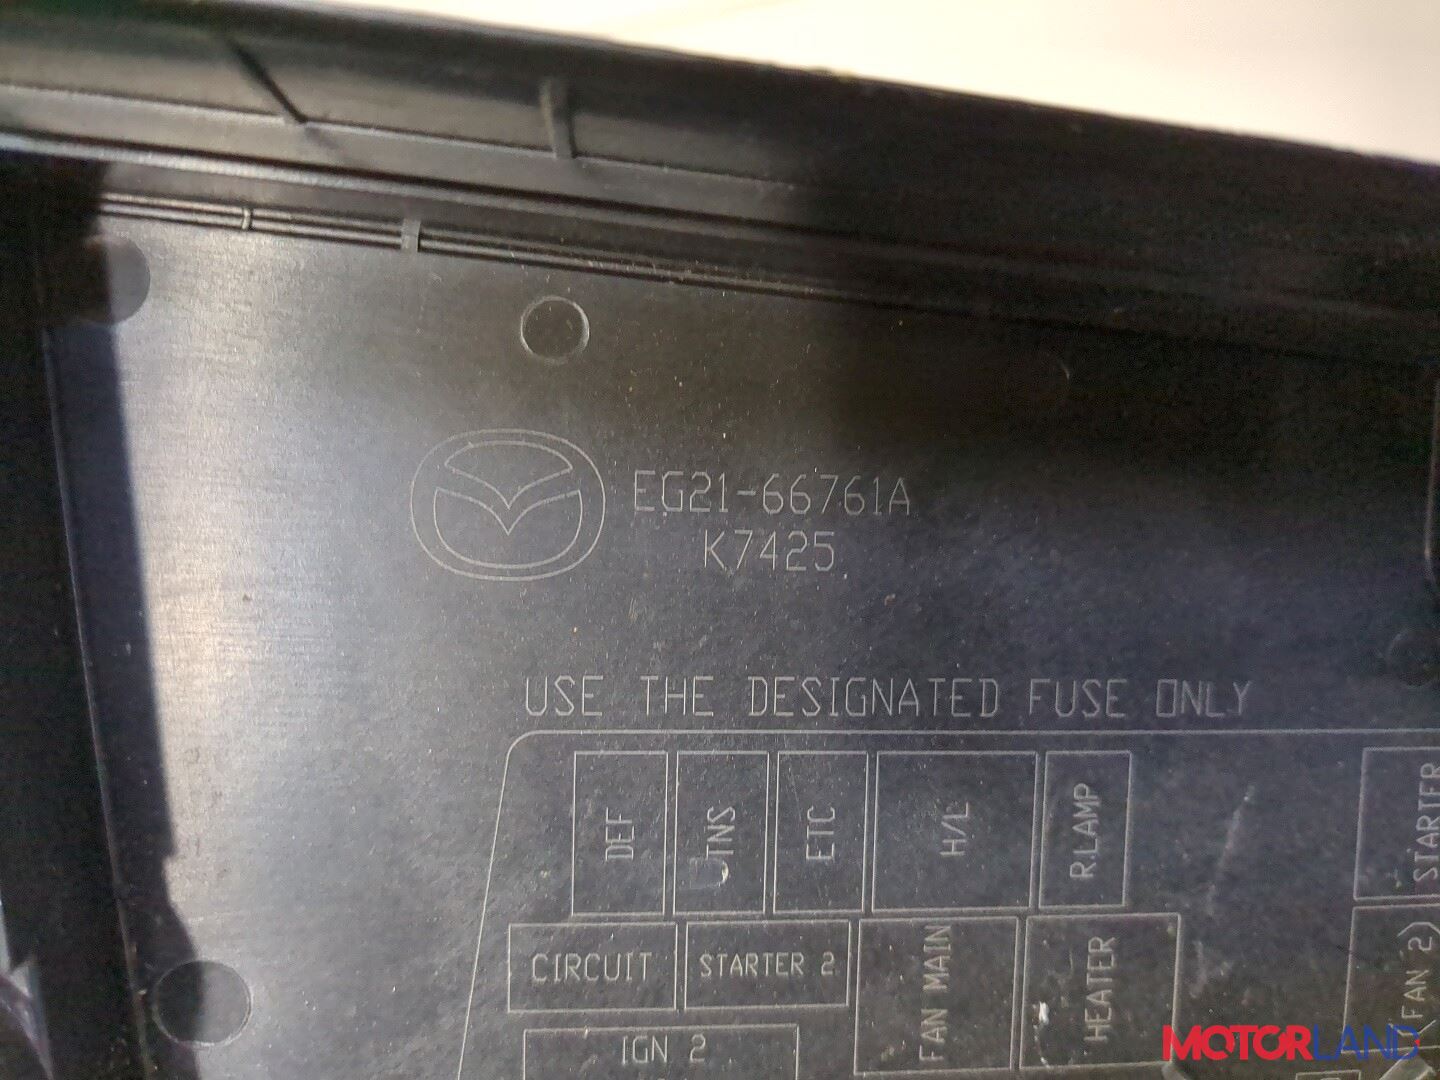 EG21-66761A
K7425
USE THE DESIGNATED FUSE ONLY
DEF
TNS
ETC
H/L
R.LAMP
STARTER
CIRCUIT
STARTER 2
FAN MAIN
HEATER
(FAN 2)
IGN 2
MOTORLAND